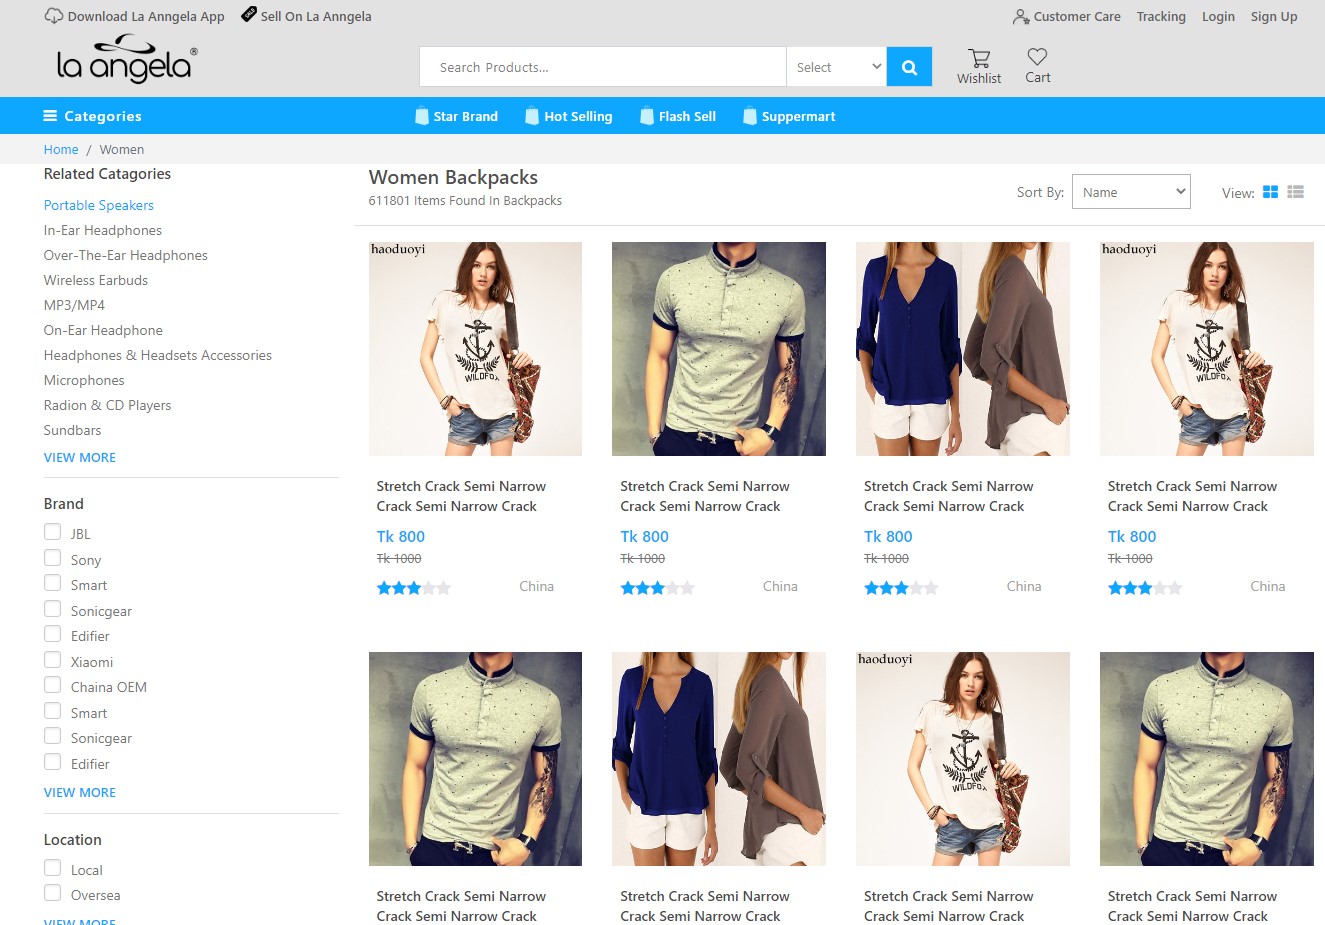 Download La Anngela App
Sell On La Anngela
Customer Care
Tracking
Login
Sign Up
la angela®
Search Products...
Select
Wishlist
Cart
Categories
Star Brand
Hot Selling
Flash Sell
Suppermart
Home / Women
Related Catagories
Portable Speakers
In-Ear Headphones
Over-The-Ear Headphones
Wireless Earbuds
MP3/MP4
On-Ear Headphone
Headphones & Headsets Accessories
Microphones
Radion & CD Players
Sundbars
VIEW MORE
Brand
JBL
Sony
Smart
Sonicgear
Edifier
Xiaomi
Chaina OEM
Smart
Sonicgear
Edifier
VIEW MORE
Location
Local
Oversea
VIEW MORE
Women Backpacks
611801 Items Found In Backpacks
Sort By:
Name
View:
haoduoyi
WILDFOX
Stretch Crack Semi Narrow
Crack Semi Narrow Crack
Tk 800
Tk 1000
China
Stretch Crack Semi Narrow
Crack Semi Narrow Crack
Tk 800
Tk 1000
China
Stretch Crack Semi Narrow
Crack Semi Narrow Crack
Tk 800
Tk 1000
China
haoduoyi
WILDFOX
Stretch Crack Semi Narrow
Crack Semi Narrow Crack
Tk 800
Tk 1000
China
Stretch Crack Semi Narrow
Crack Semi Narrow Crack
Stretch Crack Semi Narrow
Crack Semi Narrow Crack
haoduoyi
WILDFOX
Stretch Crack Semi Narrow
Crack Semi Narrow Crack
Stretch Crack Semi Narrow
Crack Semi Narrow Crack